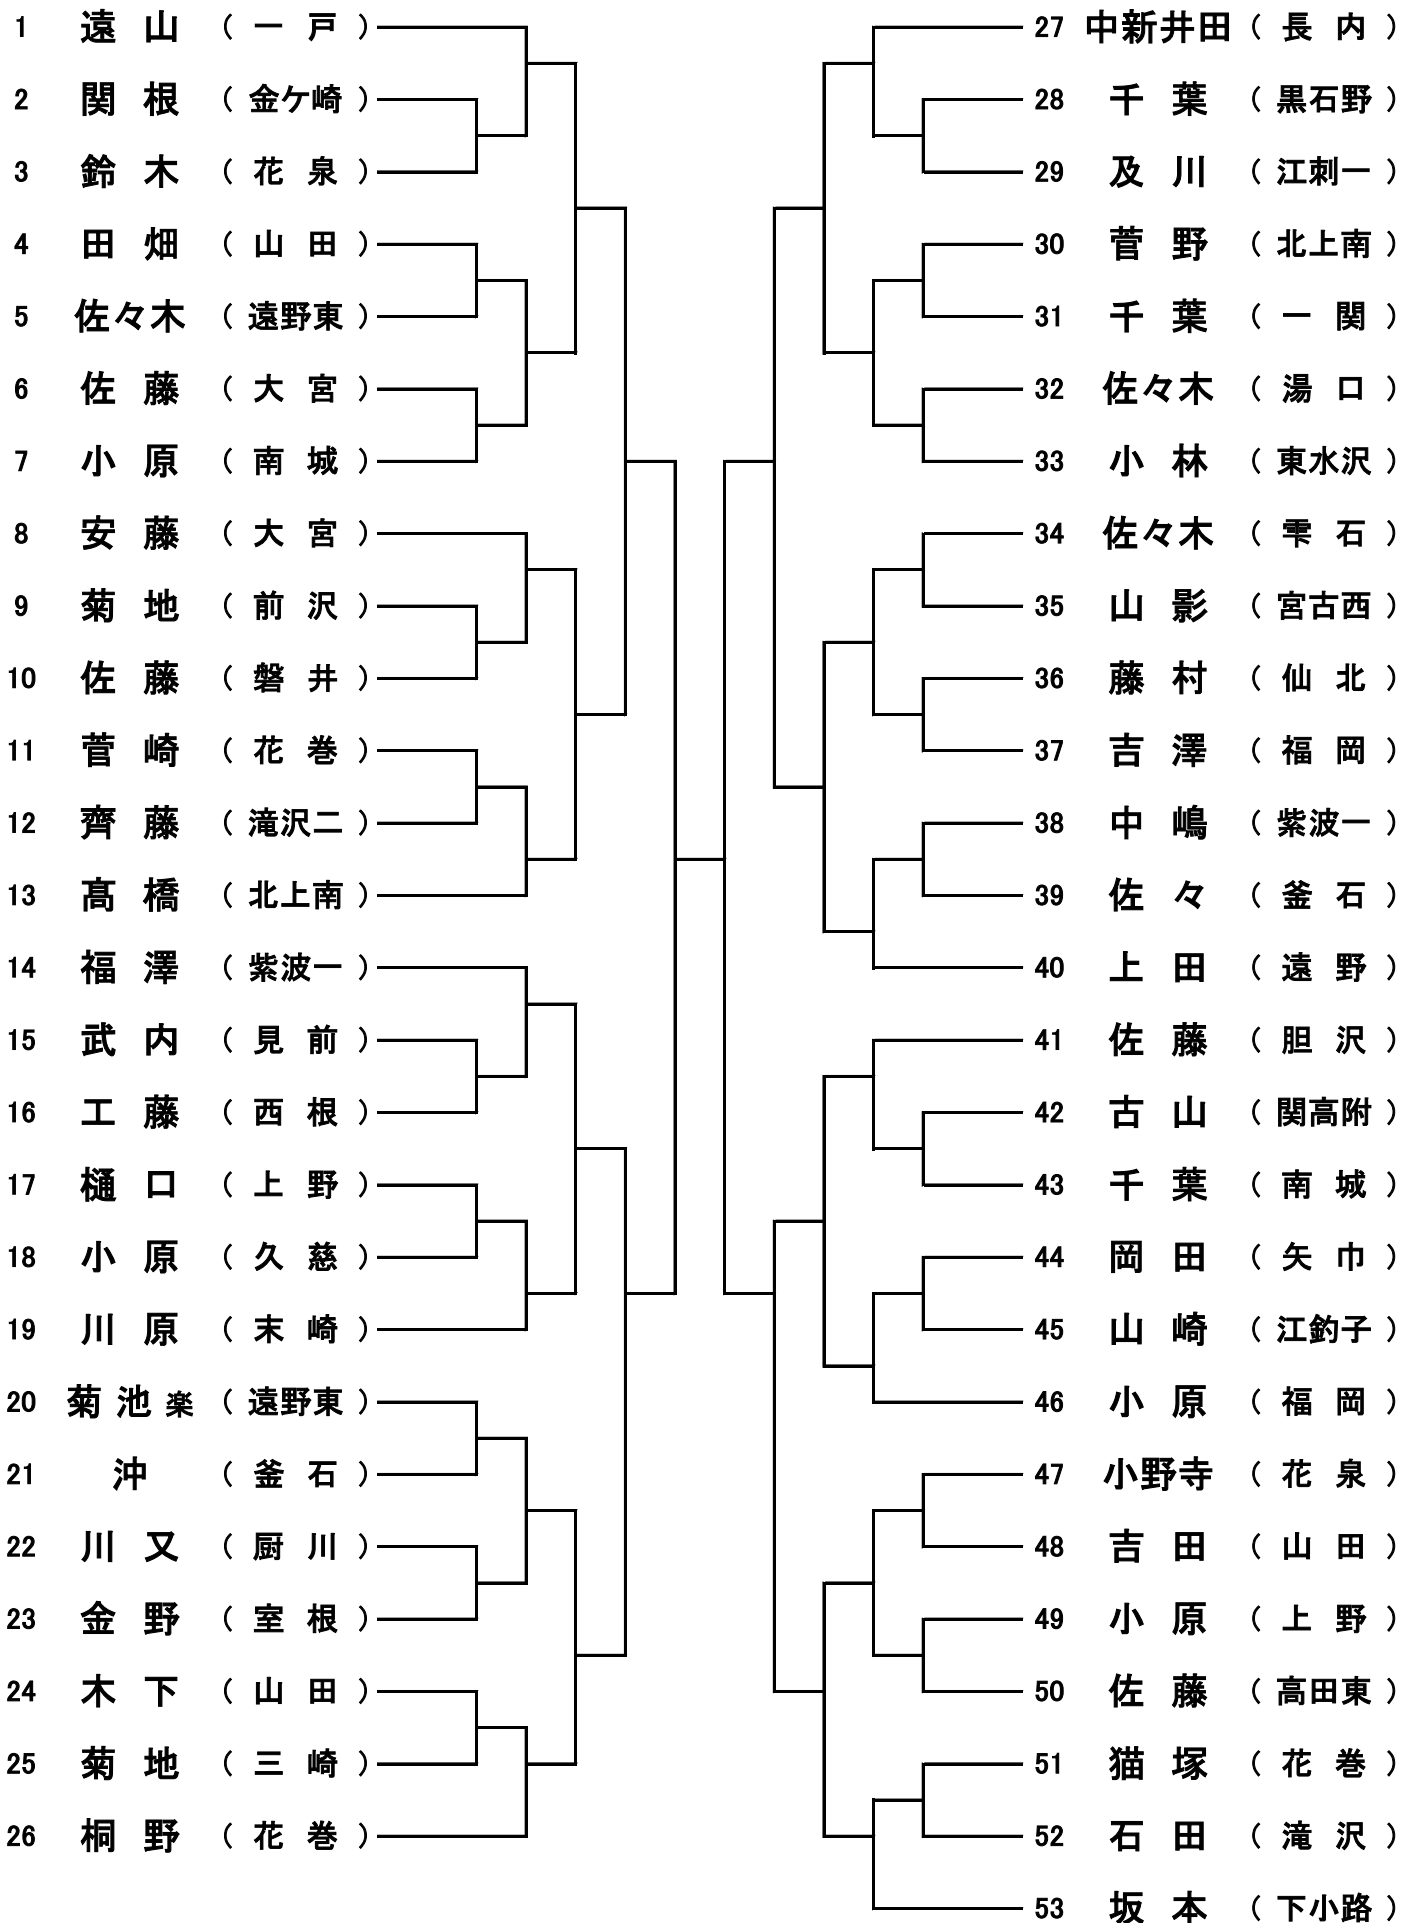 1 遠山 (一戸)
2 関根 (金ケ崎)
3 鈴木 (花泉)
4 田畑 (山田)
5 佐々木 (遠野東)
6 佐藤 (大宮)
7 小原 (南城)
8 安藤 (大宮)
9 菊地 (前沢)
10 佐藤 (磐井)
11 菅崎 (花巻)
12 齊藤 (滝沢二)
13 髙橋 (北上南)
14 福澤 (紫波一)
15 武内 (見前)
16 工藤 (西根)
17 樋口 (上野)
18 小原 (久慈)
19 川原 (末崎)
20 菊池楽 (遠野東)
21 沖 (釜石)
22 川又 (厨川)
23 金野 (室根)
24 木下 (山田)
25 菊地 (三崎)
26 桐野 (花巻)
27 中新井田 (長内)
28 千葉 (黒石野)
29 及川 (江刺一)
30 菅野 (北上南)
31 千葉 (一関)
32 佐々木 (湯口)
33 小林 (東水沢)
34 佐々木 (雫石)
35 山影 (宮古西)
36 藤村 (仙北)
37 吉澤 (福岡)
38 中嶋 (紫波一)
39 佐々 (釜石)
40 上田 (遠野)
41 佐藤 (胆沢)
42 古山 (関高附)
43 千葉 (南城)
44 岡田 (矢巾)
45 山崎 (江釣子)
46 小原 (福岡)
47 小野寺 (花泉)
48 吉田 (山田)
49 小原 (上野)
50 佐藤 (高田東)
51 猫塚 (花巻)
52 石田 (滝沢)
53 坂本 (下小路)